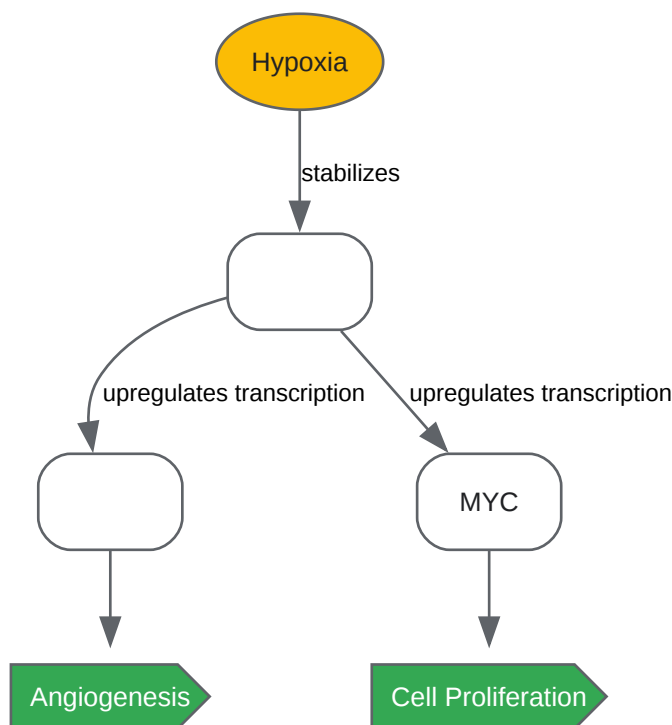 Hypoxia
stabilizes
upregulates transcription
upregulates transcription
MYC
Angiogenesis
Cell Proliferation